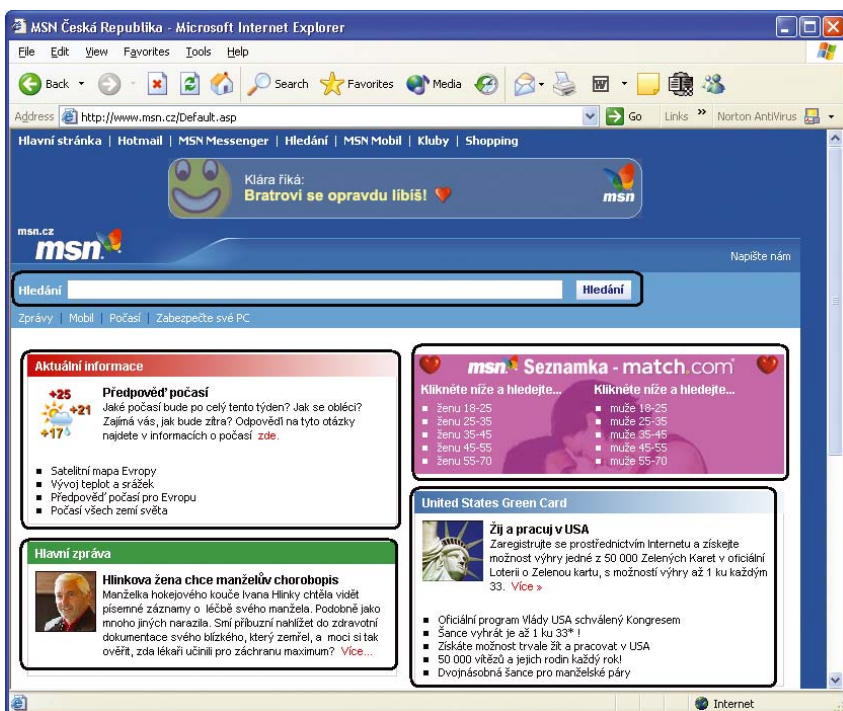 MSN Česká Republika - Microsoft Internet Explorer
File Edit View Favorites Tools Help
Back Search Favorites Media
Address http://www.msn.cz/Default.asp Go Links » Norton AntiVirus
Hlavní stránka | Hotmail | MSN Messenger | Hledání | MSN Mobil | Kluby | Shopping
Klára říká:
Bratrovi se opravdu líbíš!
msn
msn.cz
msn
Napište nám
Hledání Hledání
Zprávy | Mobil | Počasí | Zabezpečte své PC
Aktuální informace
+25
+21
+17
Předpověď počasí
Jaké počasí bude po celý tento týden? Jak se obléci?
Zajímá vás, jak bude zítra? Odpovědi na tyto otázky
najdete v informacích o počasí zde.
Satelitní mapa Evropy
Vývoj teplot a srážek
Předpověď počasí pro Evropu
Počasí všech zemí světa
Hlavní zpráva
Hlinkova žena chce manželův chorobopis
Manželka hokejového kouče Ivana Hlinky chtěla vidět
písemné záznamy o léčbě svého manžela. Podobně jako
mnoho jiných narazila. Smí příbuzní nahlížet do zdravotní
dokumentace svého blízkého, který zemřel, a moci si tak
ověřit, zda lékaři učinili pro záchranu maximum? Více...
msn Seznamka - match.com
Klikněte níže a hledejte...
ženu 18-25
ženu 25-35
ženu 35-45
ženu 45-55
ženu 55-70
Klikněte níže a hledejte...
muže 18-25
muže 25-35
muže 35-45
muže 45-55
muže 55-70
United States Green Card
Žij a pracuj v USA
Zaregistrujte se prostřednictvím Internetu a získejte
možnost výhry jedné z 50 000 Zelených Karet v oficiální
Loterii o Zelenou kartu, s možností výhry až 1 ku každým
33. Více »
Oficiální program Vlády USA schválený Kongresem
Šance vyhrát je až 1 ku 33* !
Získáte možnost trvale žít a pracovat v USA
50 000 vítězů a jejich rodin každý rok!
Dvojnásobná šance pro manželské páry
Internet